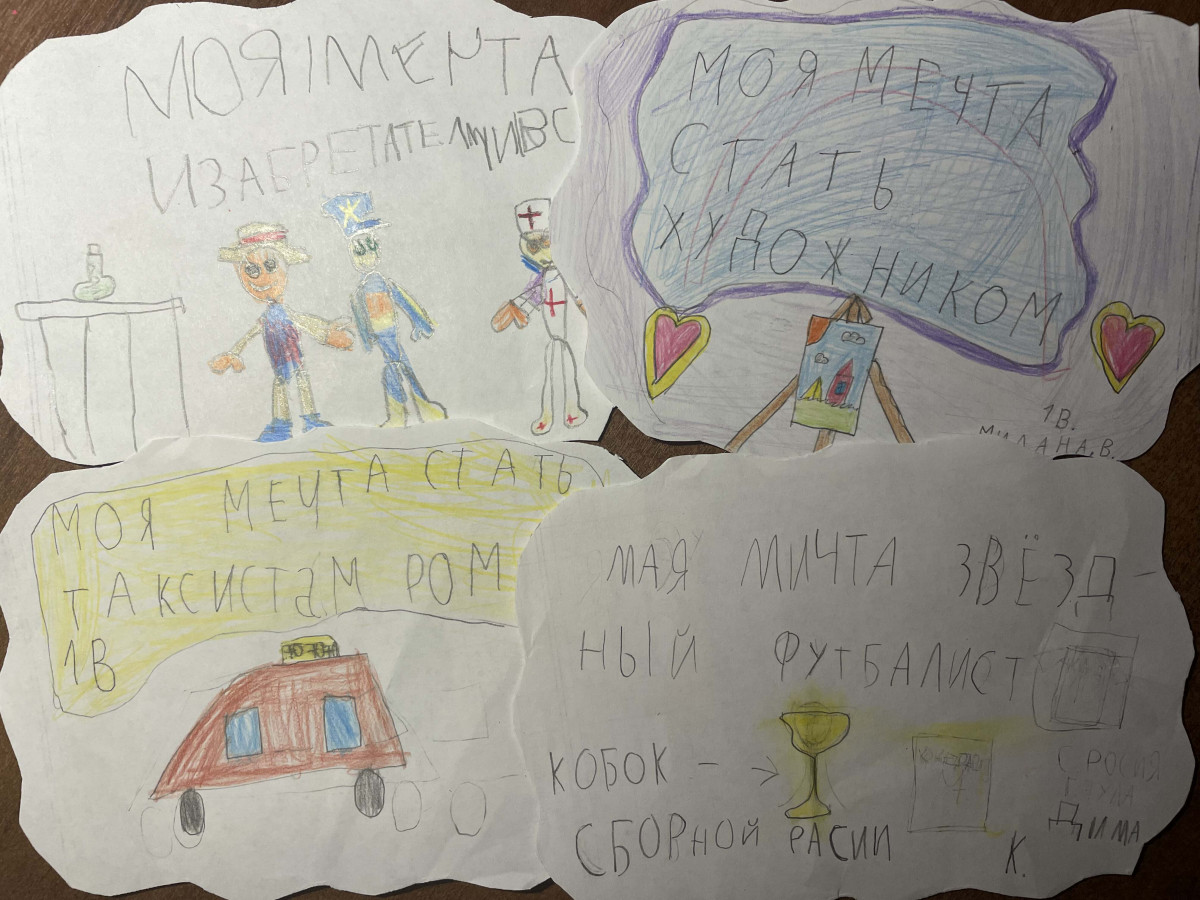 МОЯ МЕЧТА
ИЗАБРЕТАТЕЛ
МОЯ МЕЧТА
СТАТЬ
ХУДОЖНИКОМ
1В.
МИЛАНА.В.
МОЯ МЕЧТА СТАТЬ
ТАКСИСТАМ РОМ
1В
МАЯ МИЧТА ЗВЁЗД-
НЫЙ ФУТБАЛИСТ
КОБОК - →
СБОРНОЙ РАСИИ
ДИМА
К.